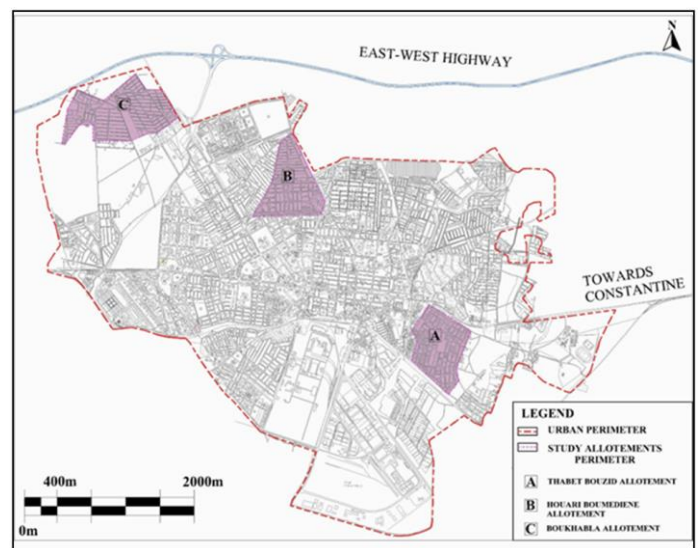 N
EAST-WEST HIGHWAY
C
B
TOWARDS
CONSTANTINE
A
LEGEND
URBAN PERIMETER
STUDY ALLOTEMENTS
PERIMETER
A THABET BOUZID ALLOTEMENT
B HOUARI BOUMEDIENE
ALLOTEMENT
C BOUKHABLA ALLOTEMENT
400m 2000m
0m